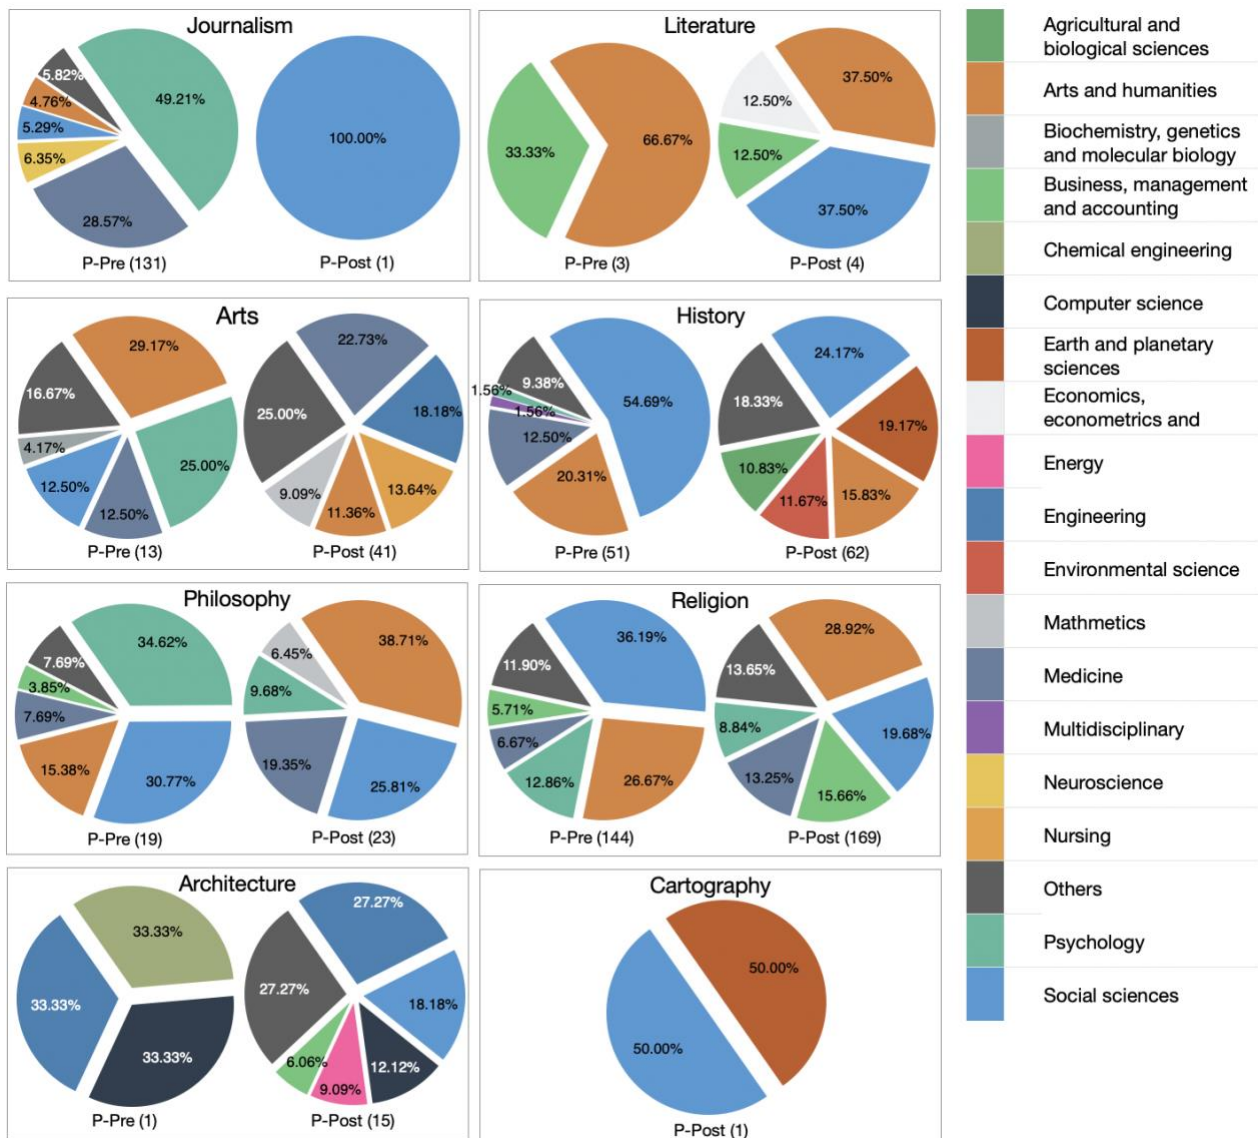 Journalism
5.82%
4.76%
5.29%
6.35%
28.57%
49.21%
P-Pre (131)
100.00%
P-Post (1)
Literature
33.33%
66.67%
P-Pre (3)
12.50%
37.50%
12.50%
37.50%
P-Post (4)
Arts
29.17%
16.67%
4.17%
12.50%
12.50%
25.00%
P-Pre (13)
22.73%
25.00%
18.18%
9.09%
11.36%
13.64%
P-Post (41)
History
1.56%
9.38%
1.56%
12.50%
20.31%
54.69%
P-Pre (51)
24.17%
18.33%
19.17%
10.83%
11.67%
15.83%
P-Post (62)
Philosophy
34.62%
7.69%
3.85%
7.69%
15.38%
30.77%
P-Pre (19)
6.45%
38.71%
9.68%
19.35%
25.81%
P-Post (23)
Religion
36.19%
11.90%
5.71%
6.67%
12.86%
26.67%
P-Pre (144)
28.92%
13.65%
8.84%
13.25%
15.66%
19.68%
P-Post (169)
Architecture
33.33%
33.33%
33.33%
P-Pre (1)
27.27%
27.27%
18.18%
6.06%
9.09%
12.12%
P-Post (15)
Cartography
50.00%
50.00%
P-Post (1)
Agricultural and
biological sciences
Arts and humanities
Biochemistry, genetics
and molecular biology
Business, management
and accounting
Chemical engineering
Computer science
Earth and planetary
sciences
Economics,
econometrics and
Energy
Engineering
Environmental science
Mathmetics
Medicine
Multidisciplinary
Neuroscience
Nursing
Others
Psychology
Social sciences